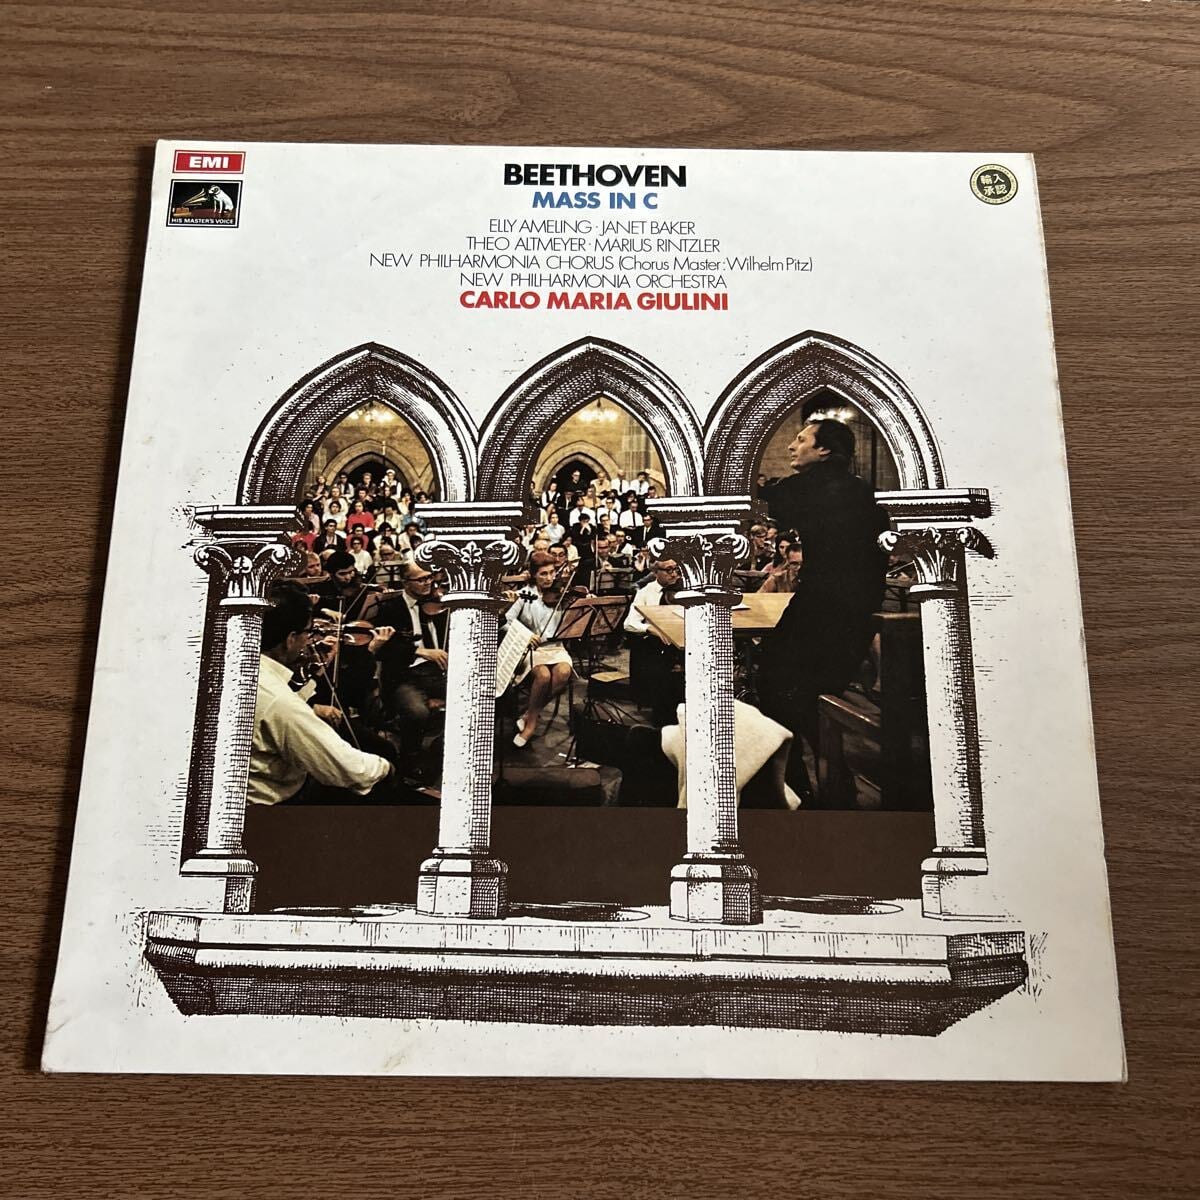 EMI
HIS MASTER'S VOICE
BEETHOVEN
MASS IN C
ELLY AMELING · JANET BAKER
THEO ALTMEYER · MARIUS RINTZLER
NEW PHILHARMONIA CHORUS (Chorus Master: Wilhelm Pitz)
NEW PHILHARMONIA ORCHESTRA
CARLO MARIA GIULINI
輸入
承認